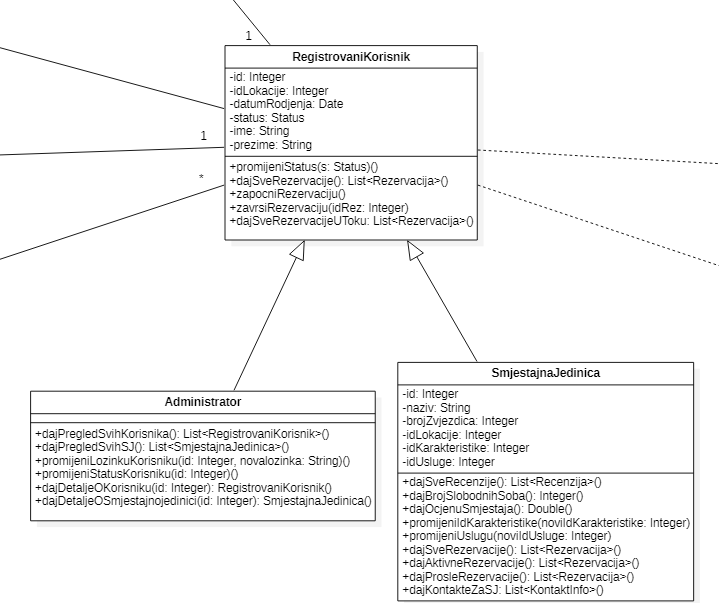 1
RegistrovaniKorisnik
-id: Integer
-idLokacije: Integer
-datumRodjenja: Date
-status: Status
-ime: String
-prezime: String
1
*
+promijeniStatus(s: Status)()
+dajSveRezervacije(): List<Rezervacija>()
+zapocniRezervaciju()
+zavrsiRezervaciju(idRez: Integer)
+dajSveRezervacijeUToku: List<Rezervacija>()
Administrator
+dajPregledSvihKorisnika(): List<RegistrovaniKorisnik>()
+dajPregledSvihSJ(): List<SmjestajnaJedinica>()
+promijeniLozinkuKorisniku(id: Integer, novalozinka: String)()
+promijeniStatusKorisniku(id: Integer)()
+dajDetaljeOKorisniku(id: Integer): RegistrovaniKorisnik()
+dajDetaljeOSmjestajnojedinici(id: Integer): SmjestajnaJedinica()
SmjestajnaJedinica
-id: Integer
-naziv: String
-brojZvjezdica: Integer
-idLokacije: Integer
-idKarakteristike: Integer
-idUsluge: Integer
+dajSveRecenzije(): List<Recenzija>()
+dajBrojSlobodnihSoba(): Integer()
+dajOcjenuSmjestaja(): Double()
+promijeniIdKarakteristike(noviIdKarakteristike: Integer)
+promijeniUslugu(noviIdUsluge: Integer)
+dajSveRezervacije(): List<Rezervacija>()
+dajAktivneRezervacije(): List<Rezervacija>()
+dajProsleRezervacije(): List<Rezervacija>()
+dajKontakteZaSJ: List<KontaktInfo>()